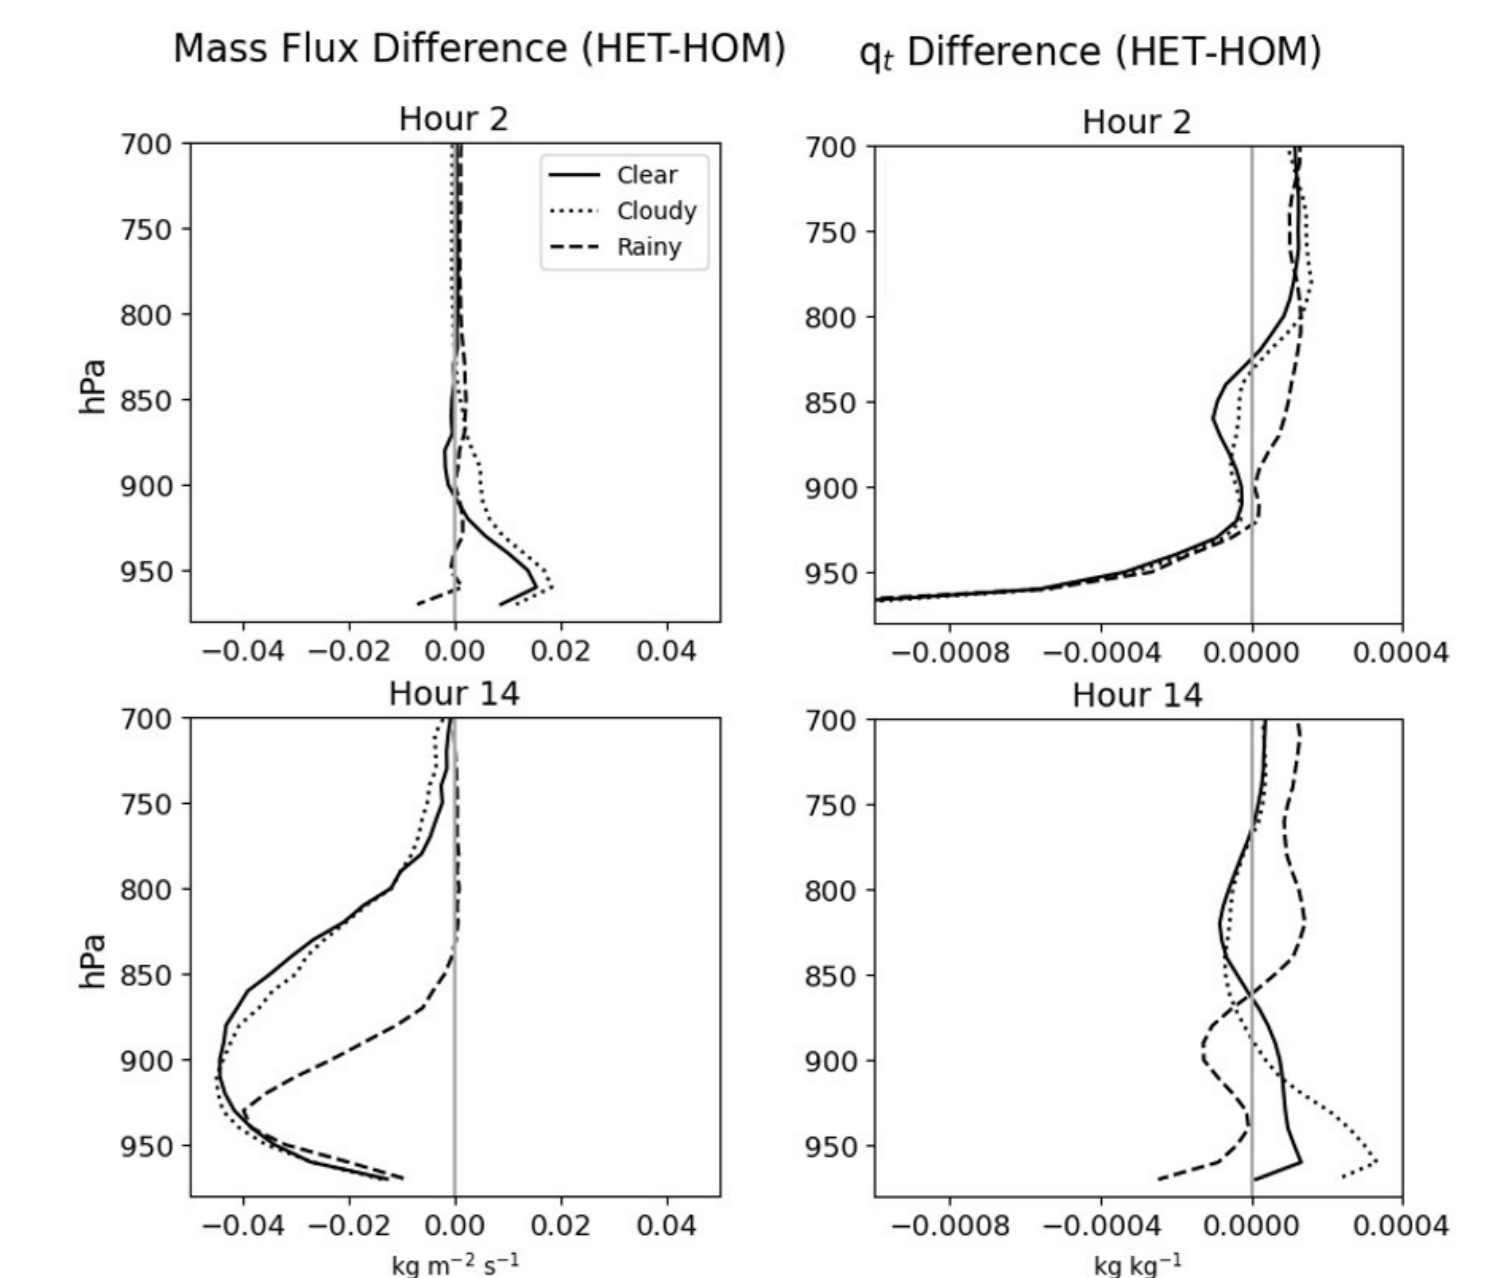 Mass Flux Difference (HET-HOM)
qt Difference (HET-HOM)
Hour 2
700
750
800
850
900
950
hPa
Clear
Cloudy
Rainy
−0.04 −0.02 0.00 0.02 0.04
Hour 2
700
750
800
850
900
950
−0.0008 −0.0004 0.0000 0.0004
Hour 14
700
750
800
850
900
950
hPa
−0.04 −0.02 0.00 0.02 0.04
kg m⁻² s⁻¹
Hour 14
700
750
800
850
900
950
−0.0008 −0.0004 0.0000 0.0004
kg kg⁻¹